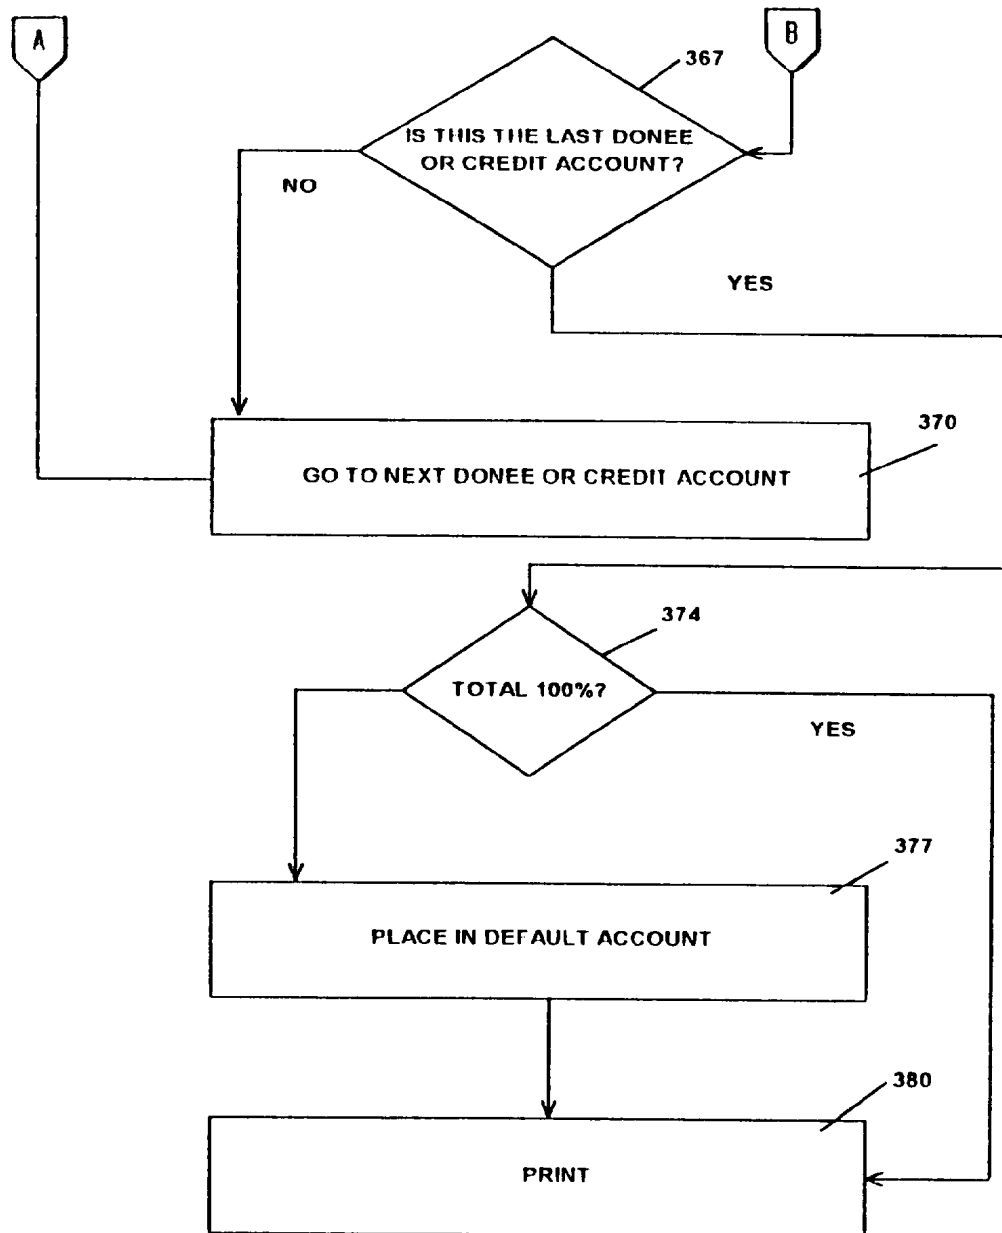 A
B
367
IS THIS THE LAST DONEE
OR CREDIT ACCOUNT?
NO
YES
370
GO TO NEXT DONEE OR CREDIT ACCOUNT
374
TOTAL 100%?
YES
377
PLACE IN DEFAULT ACCOUNT
380
PRINT